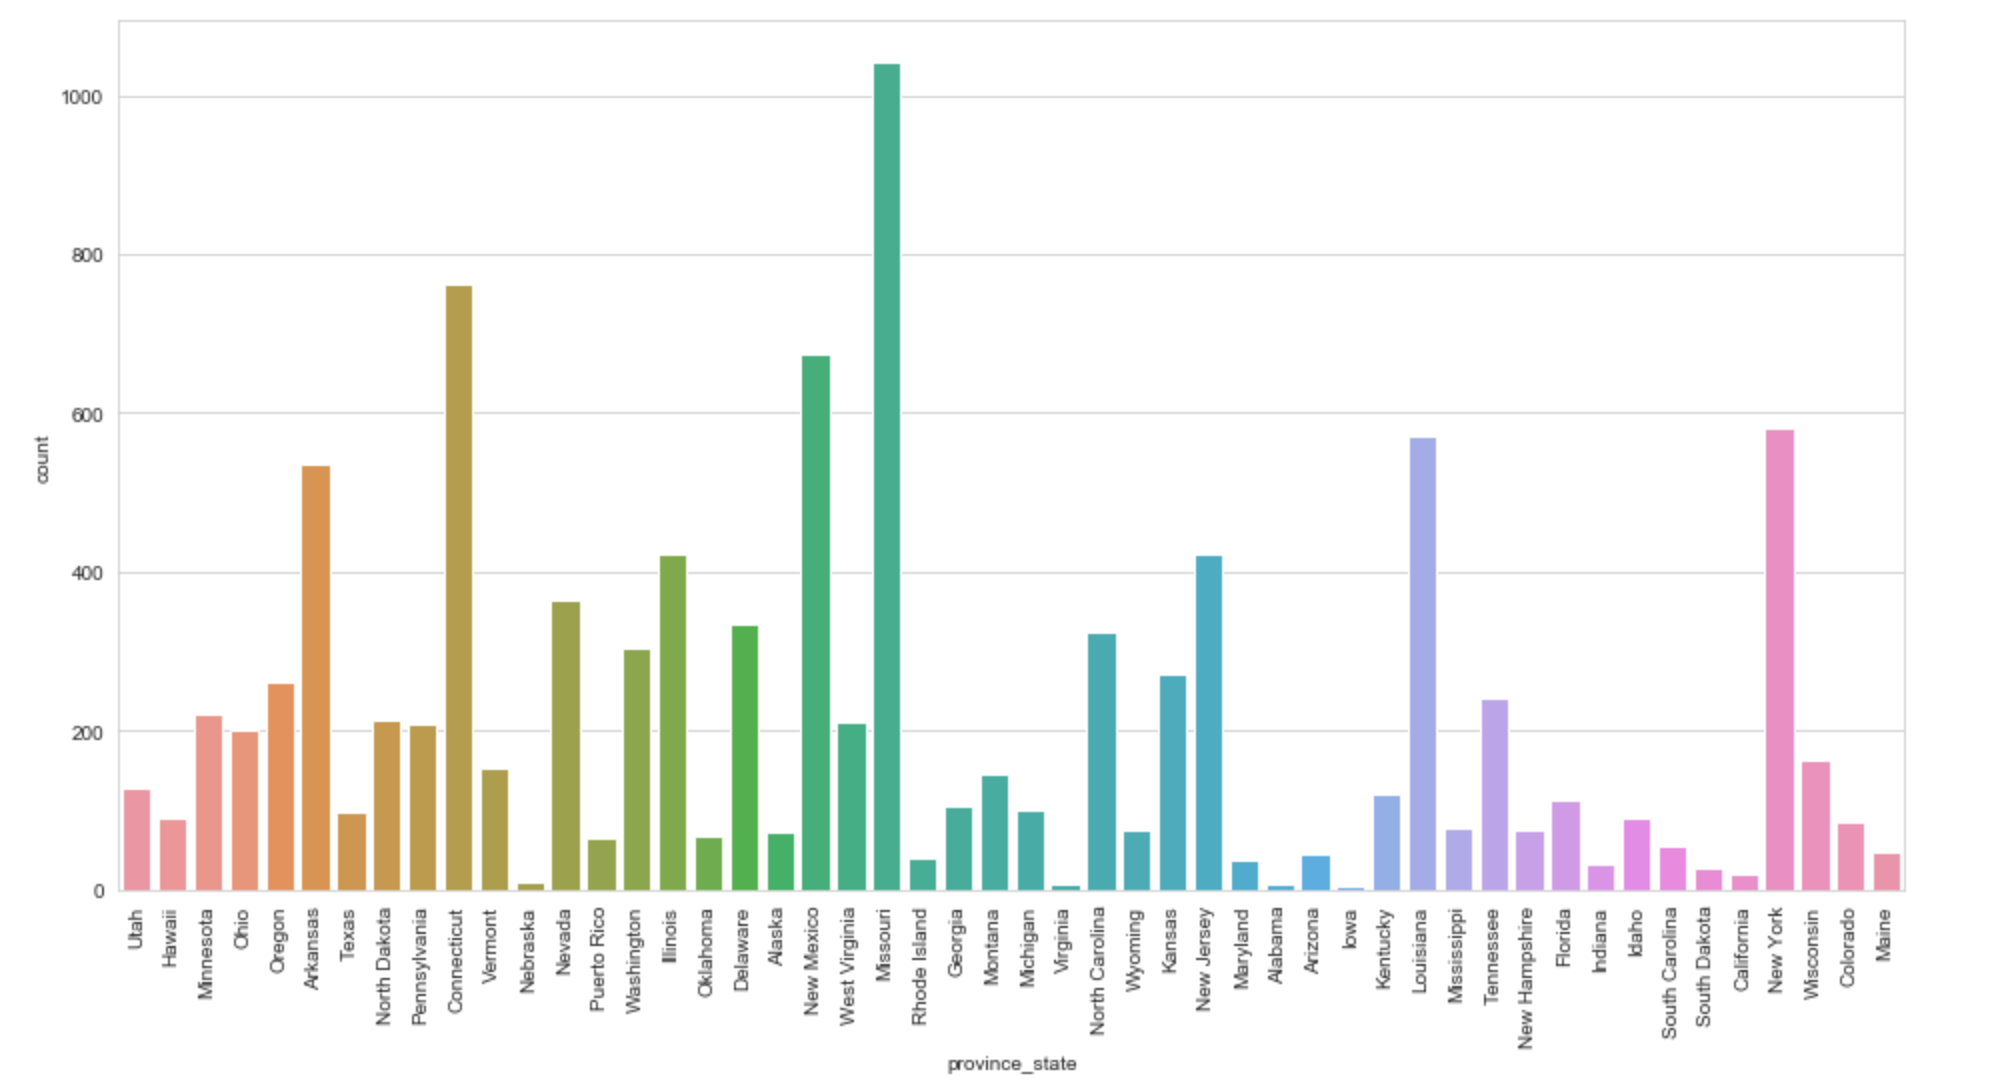 1000
800
600
400
200
0
count
Utah
Hawaii
Minnesota
Ohio
Oregon
Arkansas
Texas
North Dakota
Pennsylvania
Connecticut
Vermont
Nebraska
Nevada
Puerto Rico
Washington
Illinois
Oklahoma
Delaware
Alaska
New Mexico
West Virginia
Missouri
Rhode Island
Georgia
Montana
Michigan
Virginia
North Carolina
Wyoming
Kansas
New Jersey
Maryland
Alabama
Arizona
Iowa
Kentucky
Louisiana
Mississippi
Tennessee
New Hampshire
Florida
Indiana
Idaho
South Carolina
South Dakota
California
New York
Wisconsin
Colorado
Maine
province_state